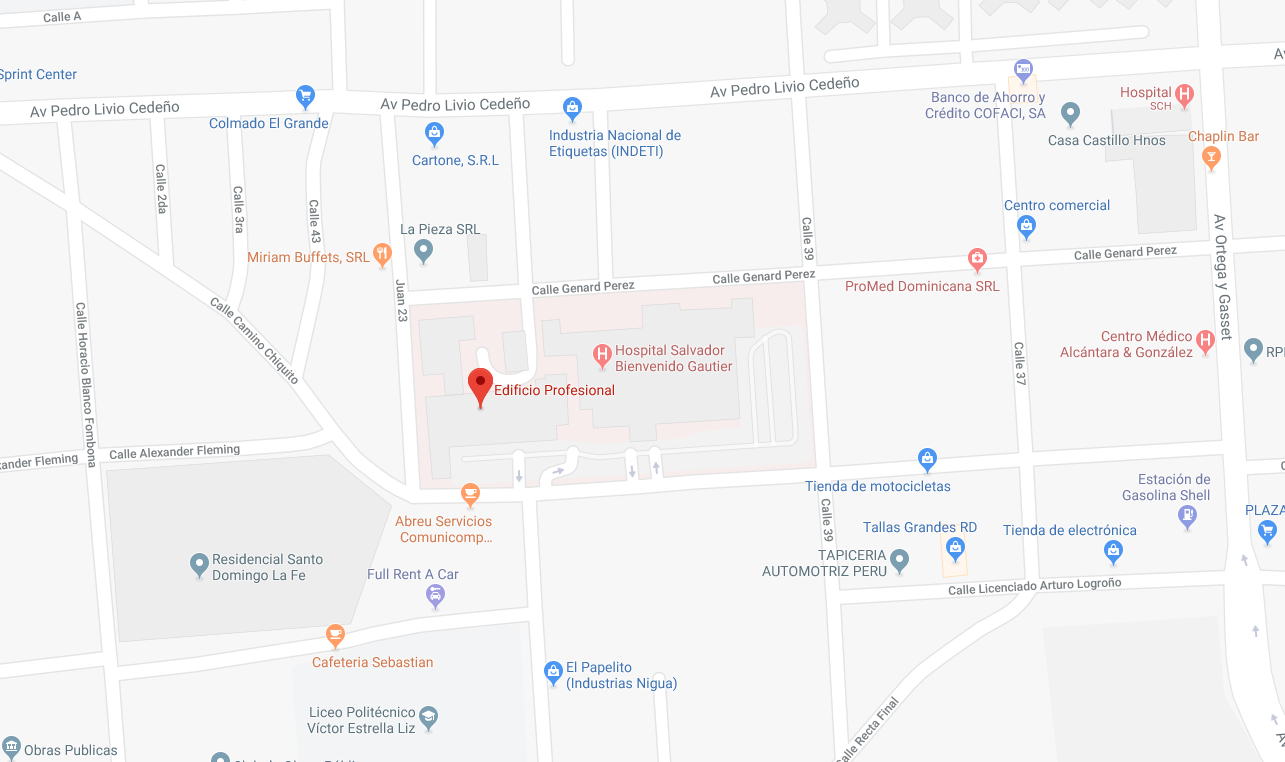 Calle A
Sprint Center
Av Pedro Livio Cedeño
Av Pedro Livio Cedeño
Av Pedro Livio Cedeño
Colmado El Grande
Cartone, S.R.L
Industria Nacional de
Etiquetas (INDETI)
Banco de Ahorro y
Crédito COFACI, SA
Hospital
SCH
Casa Castillo Hnos
Chaplin Bar
Calle 2da
Calle 3ra
Calle 43
La Pieza SRL
Miriam Buffets, SRL
Juan 23
Calle 39
Centro comercial
Av Ortega y Gasset
Calle Genard Perez
Calle Genard Perez
Calle Genard Perez
ProMed Dominicana SRL
Calle Camino Chiquito
Calle Horacio Blanco Fombona
Hospital Salvador
Bienvenido Gautier
Edificio Profesional
Centro Médico
Alcántara & González
Calle 37
Calle Alexander Fleming
Tienda de motocicletas
Estación de
Gasolina Shell
PLAZA
Abreu Servicios
Comunicomp...
Calle 39
Tallas Grandes RD
Tienda de electrónica
TAPICERIA
AUTOMOTRIZ PERU
Residencial Santo
Domingo La Fe
Full Rent A Car
Calle Licenciado Arturo Logroño
Cafeteria Sebastian
El Papelito
(Industrias Nigua)
Liceo Politécnico
Víctor Estrella Liz
Calle Recta Final
Obras Publicas